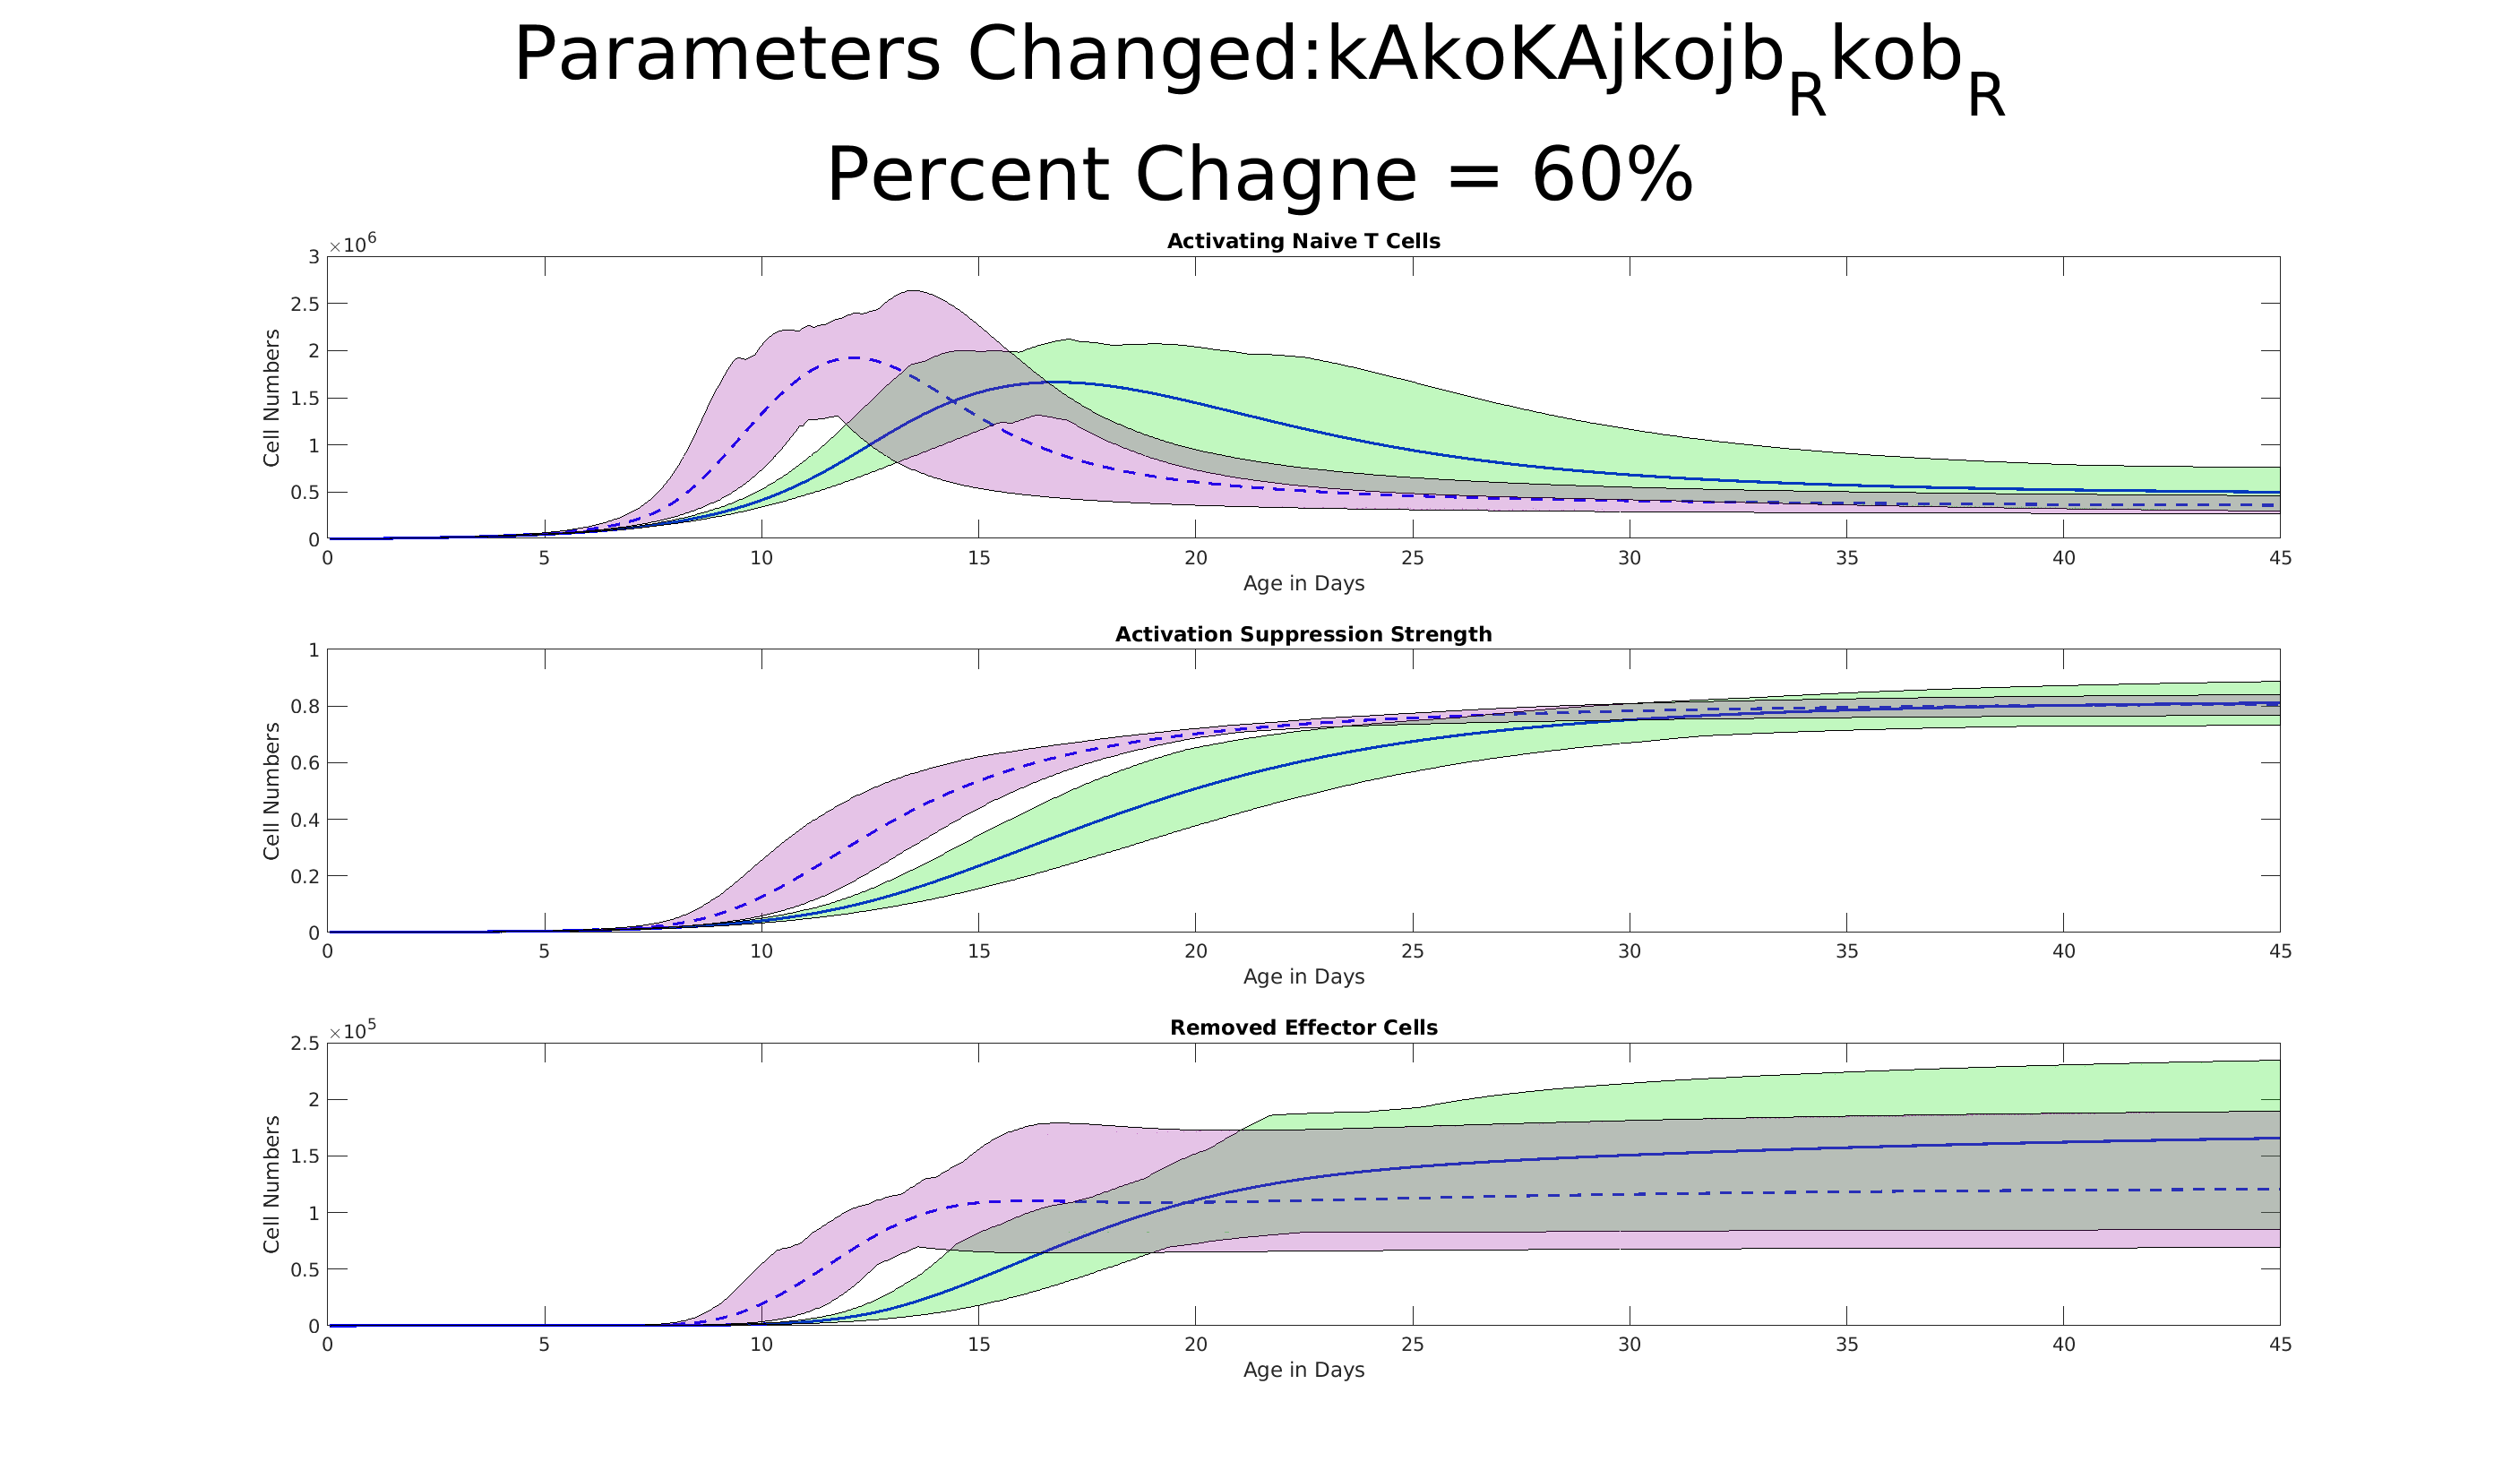 Parameters Changed:kAkoKAjkojb_Rkob_R
Percent Chagne = 60%
Activating Naive T Cells
×10^6
3
2.5
2
1.5
1
0.5
0
Cell Numbers
0 5 10 15 20 25 30 35 40 45
Age in Days
Activation Suppression Strength
1
0.8
0.6
0.4
0.2
0
Cell Numbers
0 5 10 15 20 25 30 35 40 45
Age in Days
Removed Effector Cells
×10^5
2.5
2
1.5
1
0.5
0
Cell Numbers
0 5 10 15 20 25 30 35 40 45
Age in Days